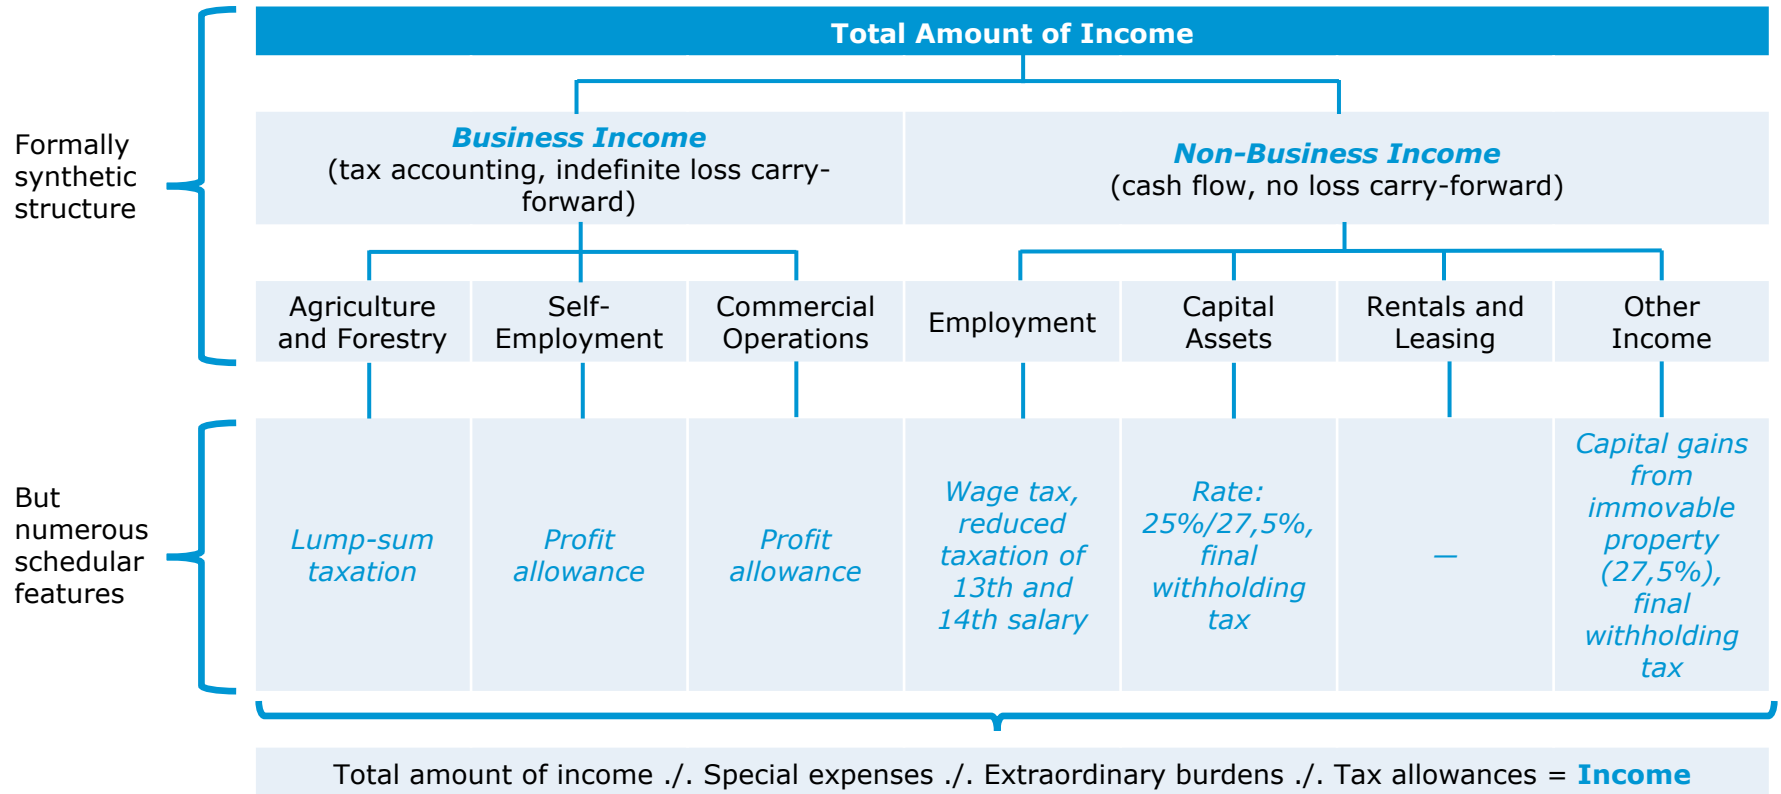 Total Amount of Income
Formally
synthetic
structure
Business Income
(tax accounting, indefinite loss carry-
forward)
Non-Business Income
(cash flow, no loss carry-forward)
Agriculture
and Forestry
Self-
Employment
Commercial
Operations
Employment
Capital
Assets
Rentals and
Leasing
Other
Income
But
numerous
schedular
features
Lump-sum
taxation
Profit
allowance
Profit
allowance
Wage tax,
reduced
taxation of
13th and
14th salary
Rate:
25%/27,5%,
final
withholding
tax
—
Capital gains
from
immovable
property
(27,5%),
final
withholding
tax
Total amount of income ./. Special expenses ./. Extraordinary burdens ./. Tax allowances = Income